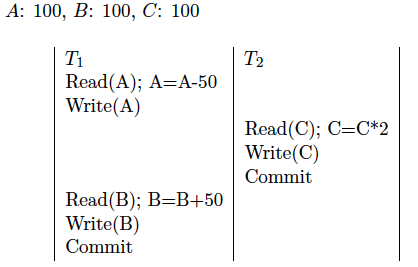 A: 100, B: 100, C: 100
T₁ T₂
Read(A); A=A-50
Write(A)
Read(C); C=C*2
Write(C)
Commit
Read(B); B=B+50
Write(B)
Commit